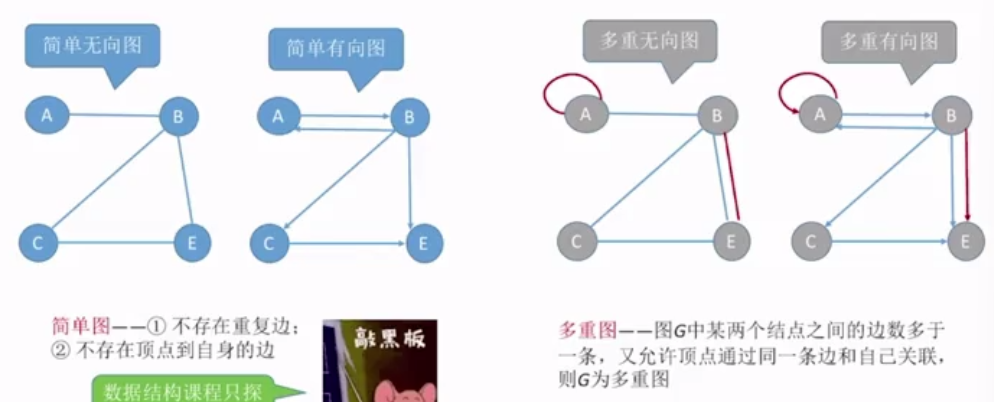 简单无向图
简单有向图
A
B
C
E
A
B
C
E
简单图——① 不存在重复边；
② 不存在顶点到自身的边
敲黑板
数据结构课程只探
多重无向图
多重有向图
A
B
C
E
A
B
C
E
多重图——图G中某两个结点之间的边数多于
一条，又允许顶点通过同一条边和自己关联，
则G为多重图